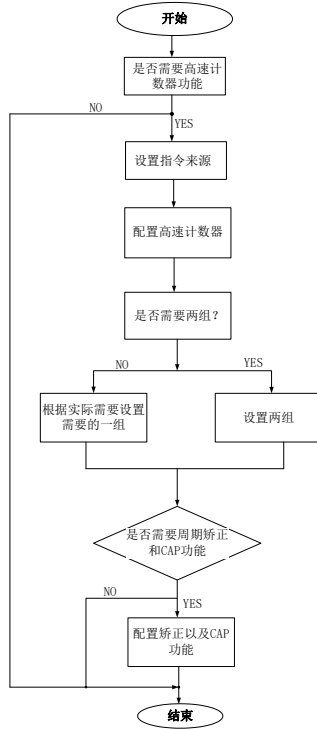 开始
是否需要高速计
数器功能
NO
YES
设置指令来源
配置高速计数器
是否需要两组？
NO
YES
根据实际需要设置
需要的一组
设置两组
是否需要周期矫正
和CAP功能
NO
YES
配置矫正以及CAP
功能
结束